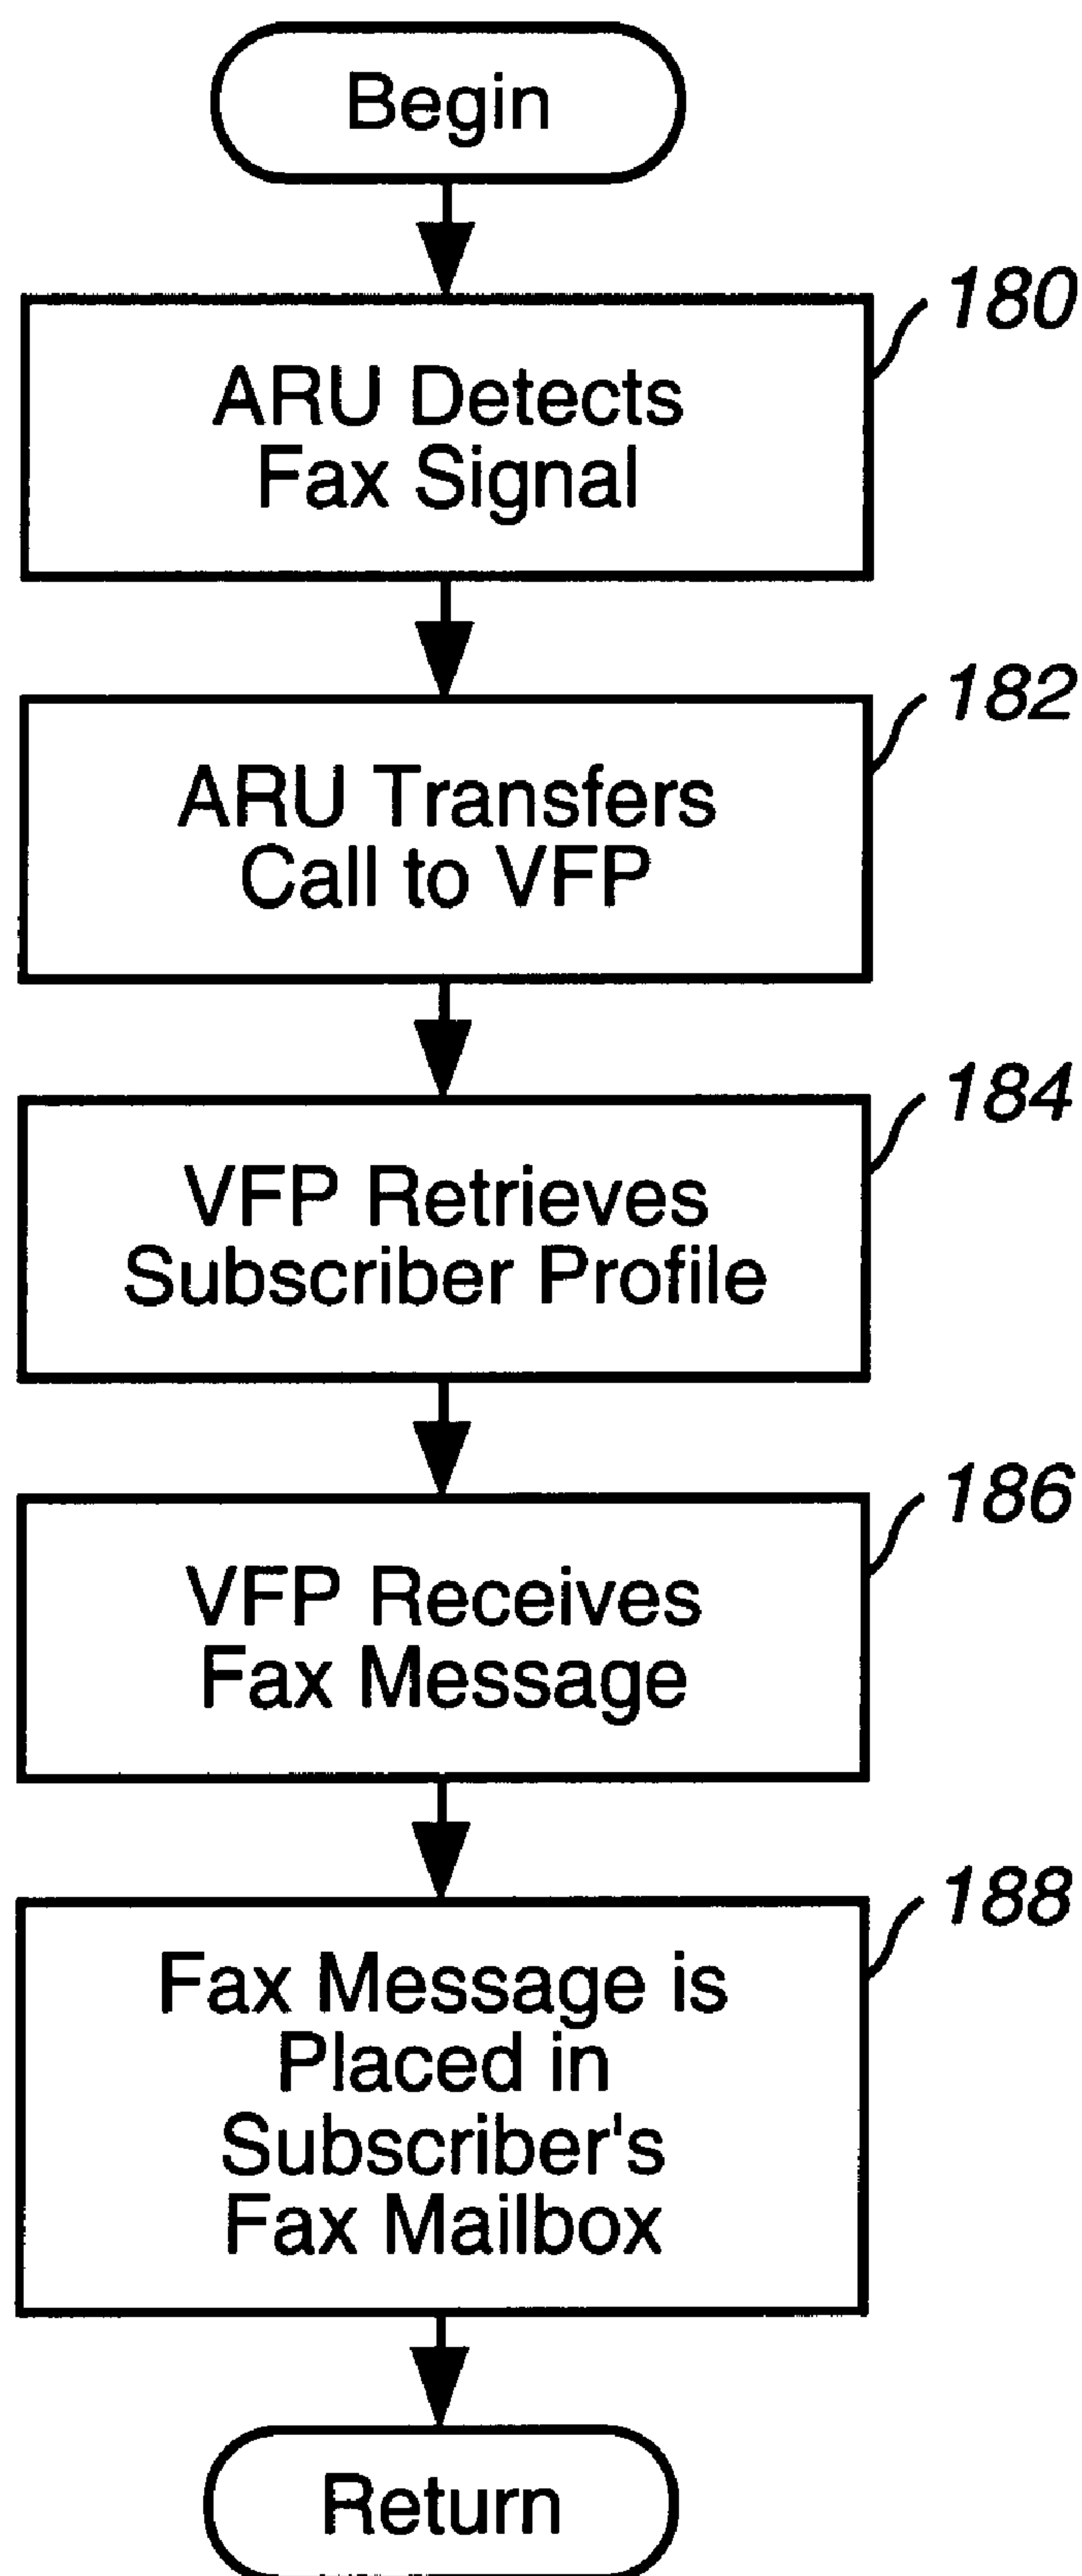 Begin
180
ARU Detects
Fax Signal
182
ARU Transfers
Call to VFP
184
VFP Retrieves
Subscriber Profile
186
VFP Receives
Fax Message
188
Fax Message is
Placed in
Subscriber's
Fax Mailbox
Return